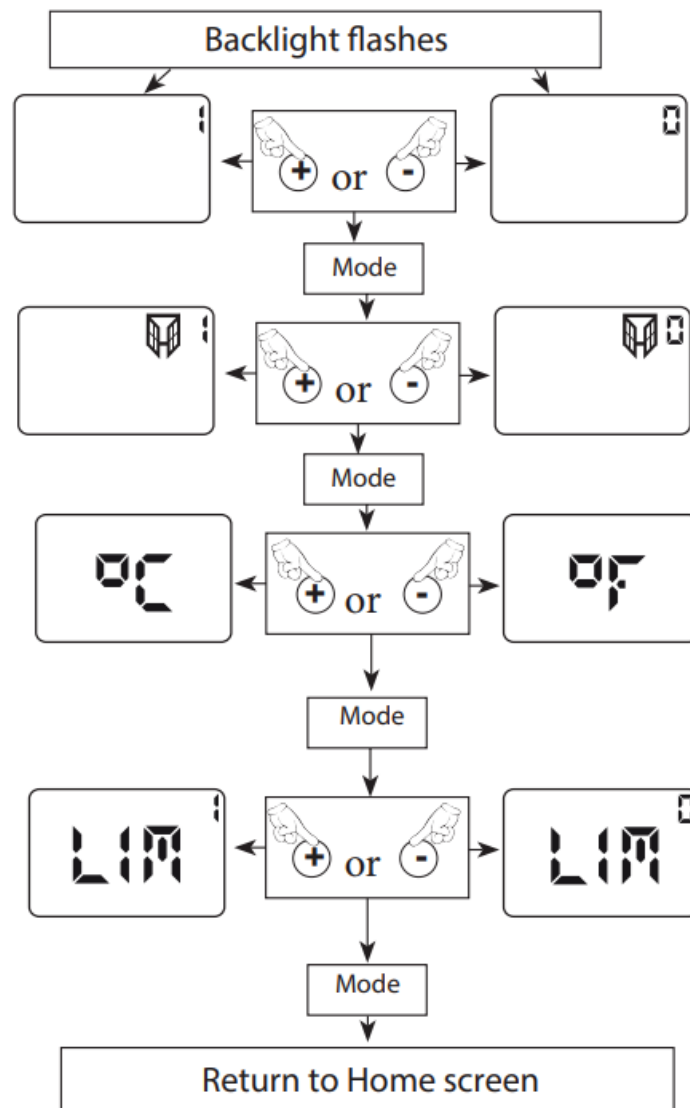 Backlight flashes
1 + or - 0
Mode
1 + or - 0
Mode
°C + or - °F
Mode
1 LIM + or - LIM 0
Mode
Return to Home screen